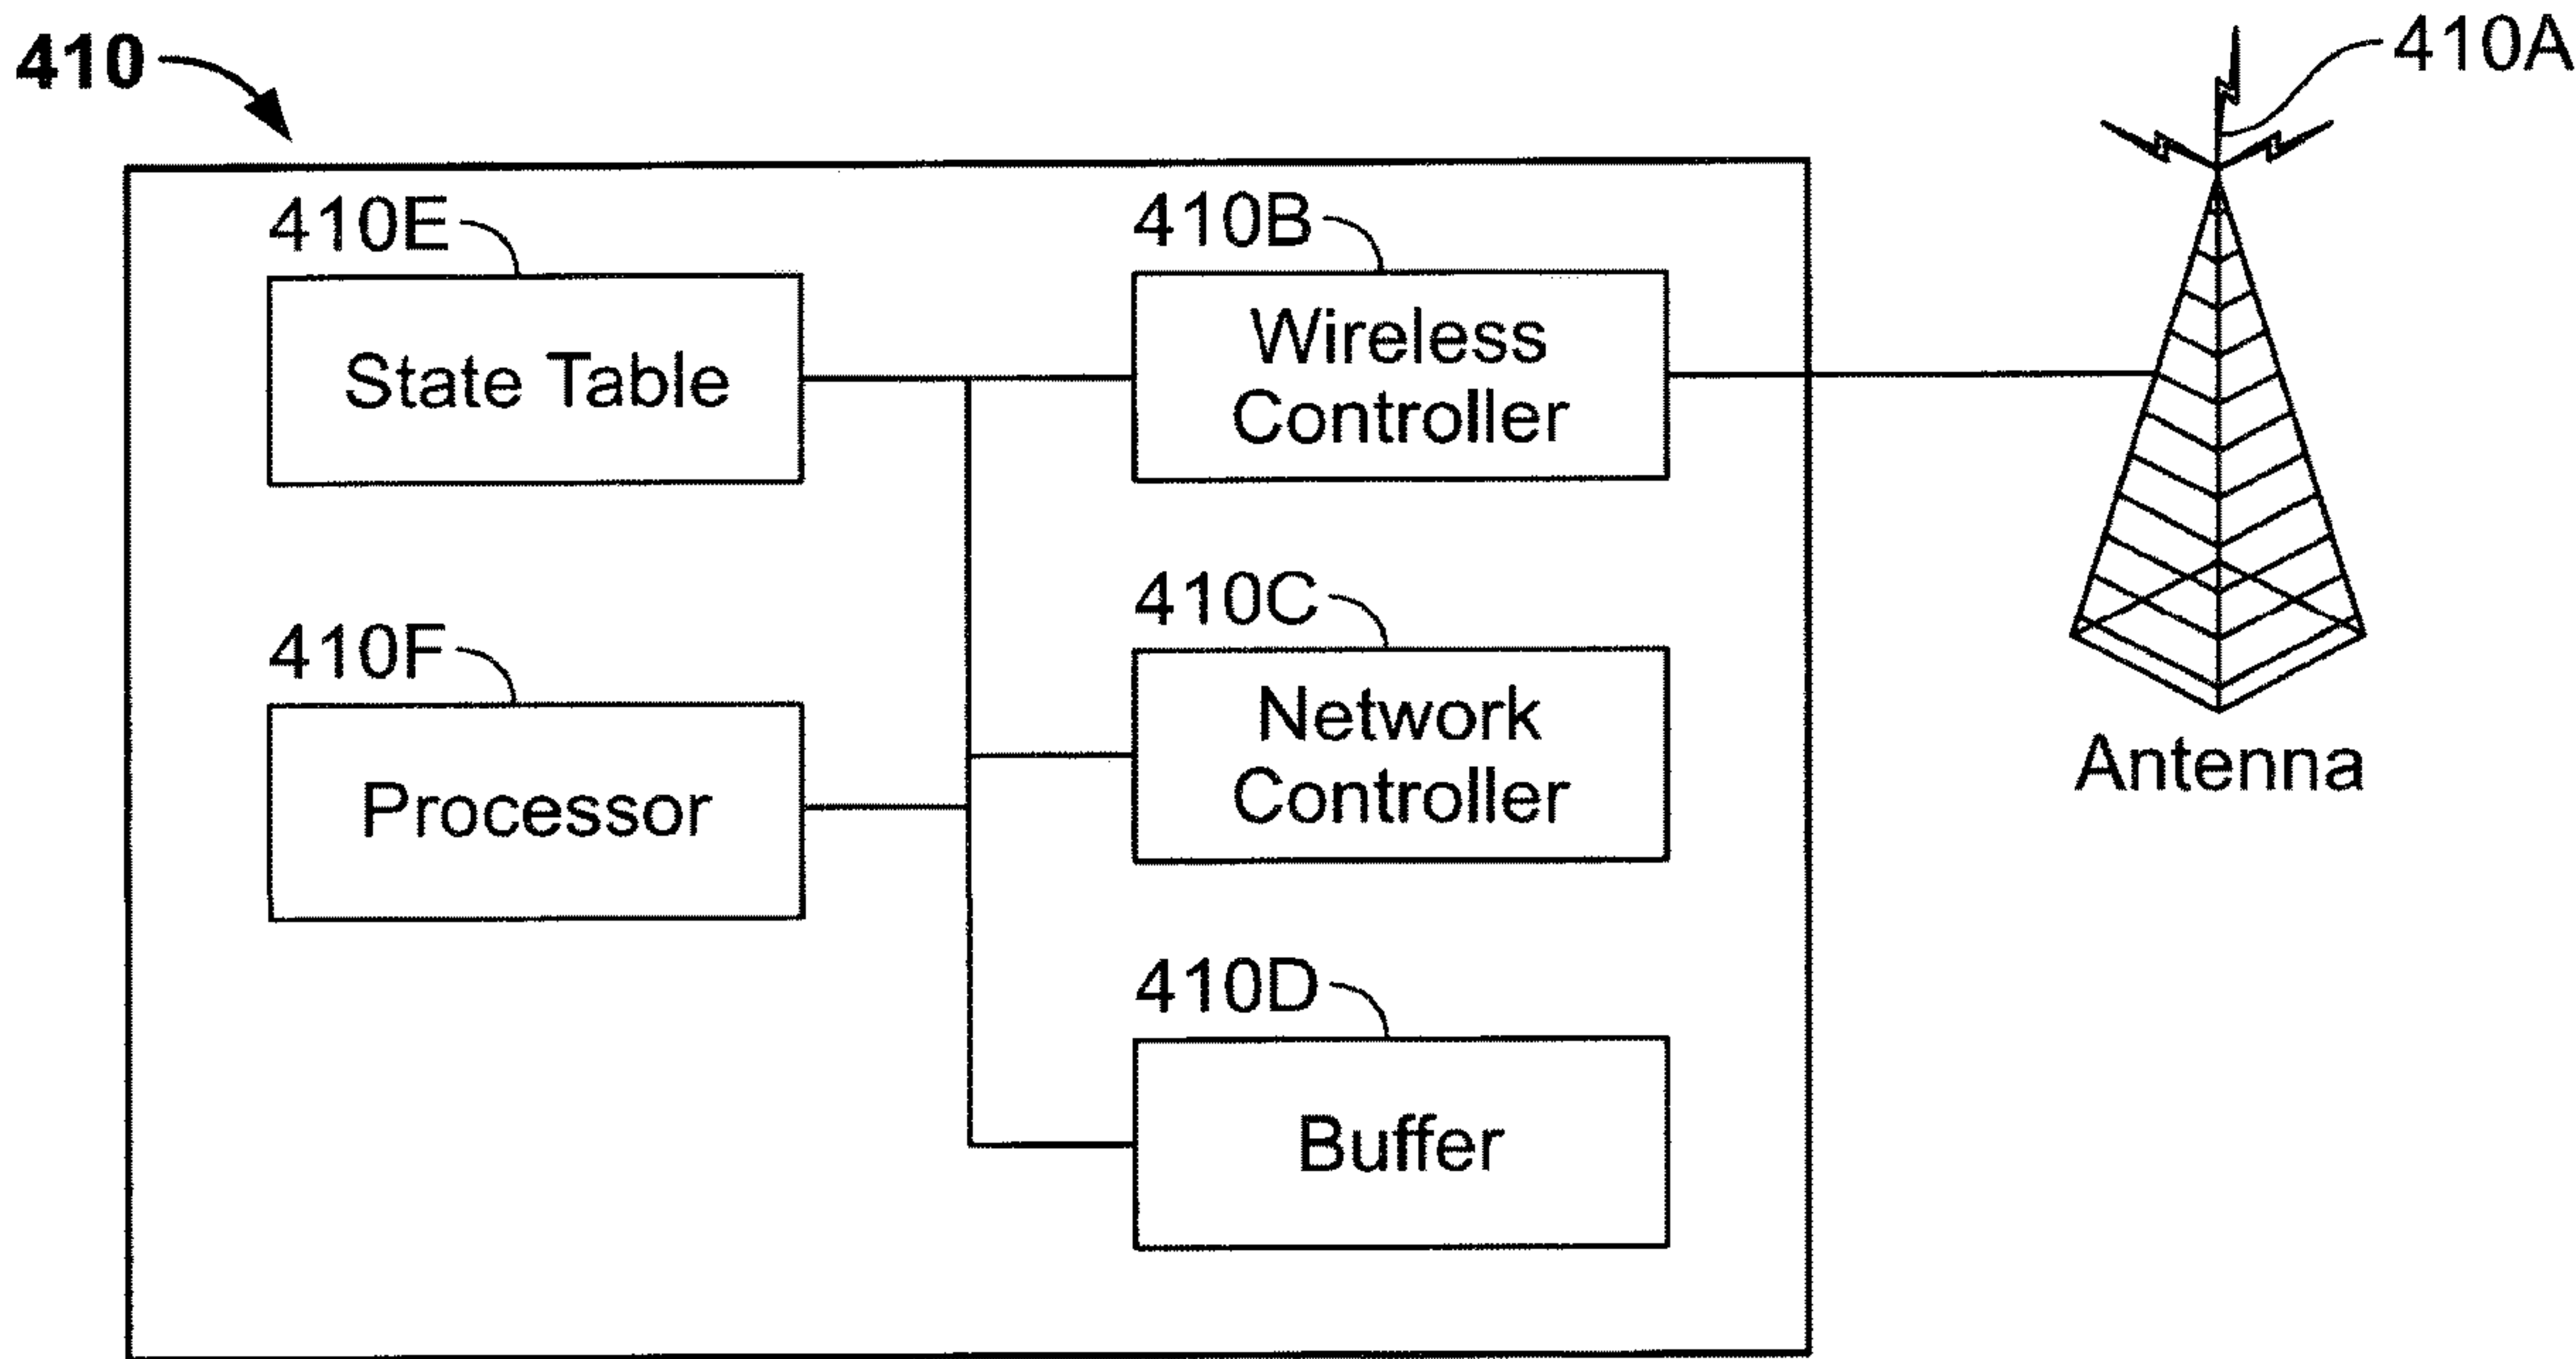 410
410A
410E
State Table
410B
Wireless
Controller
410F
Processor
410C
Network
Controller
410D
Buffer
Antenna